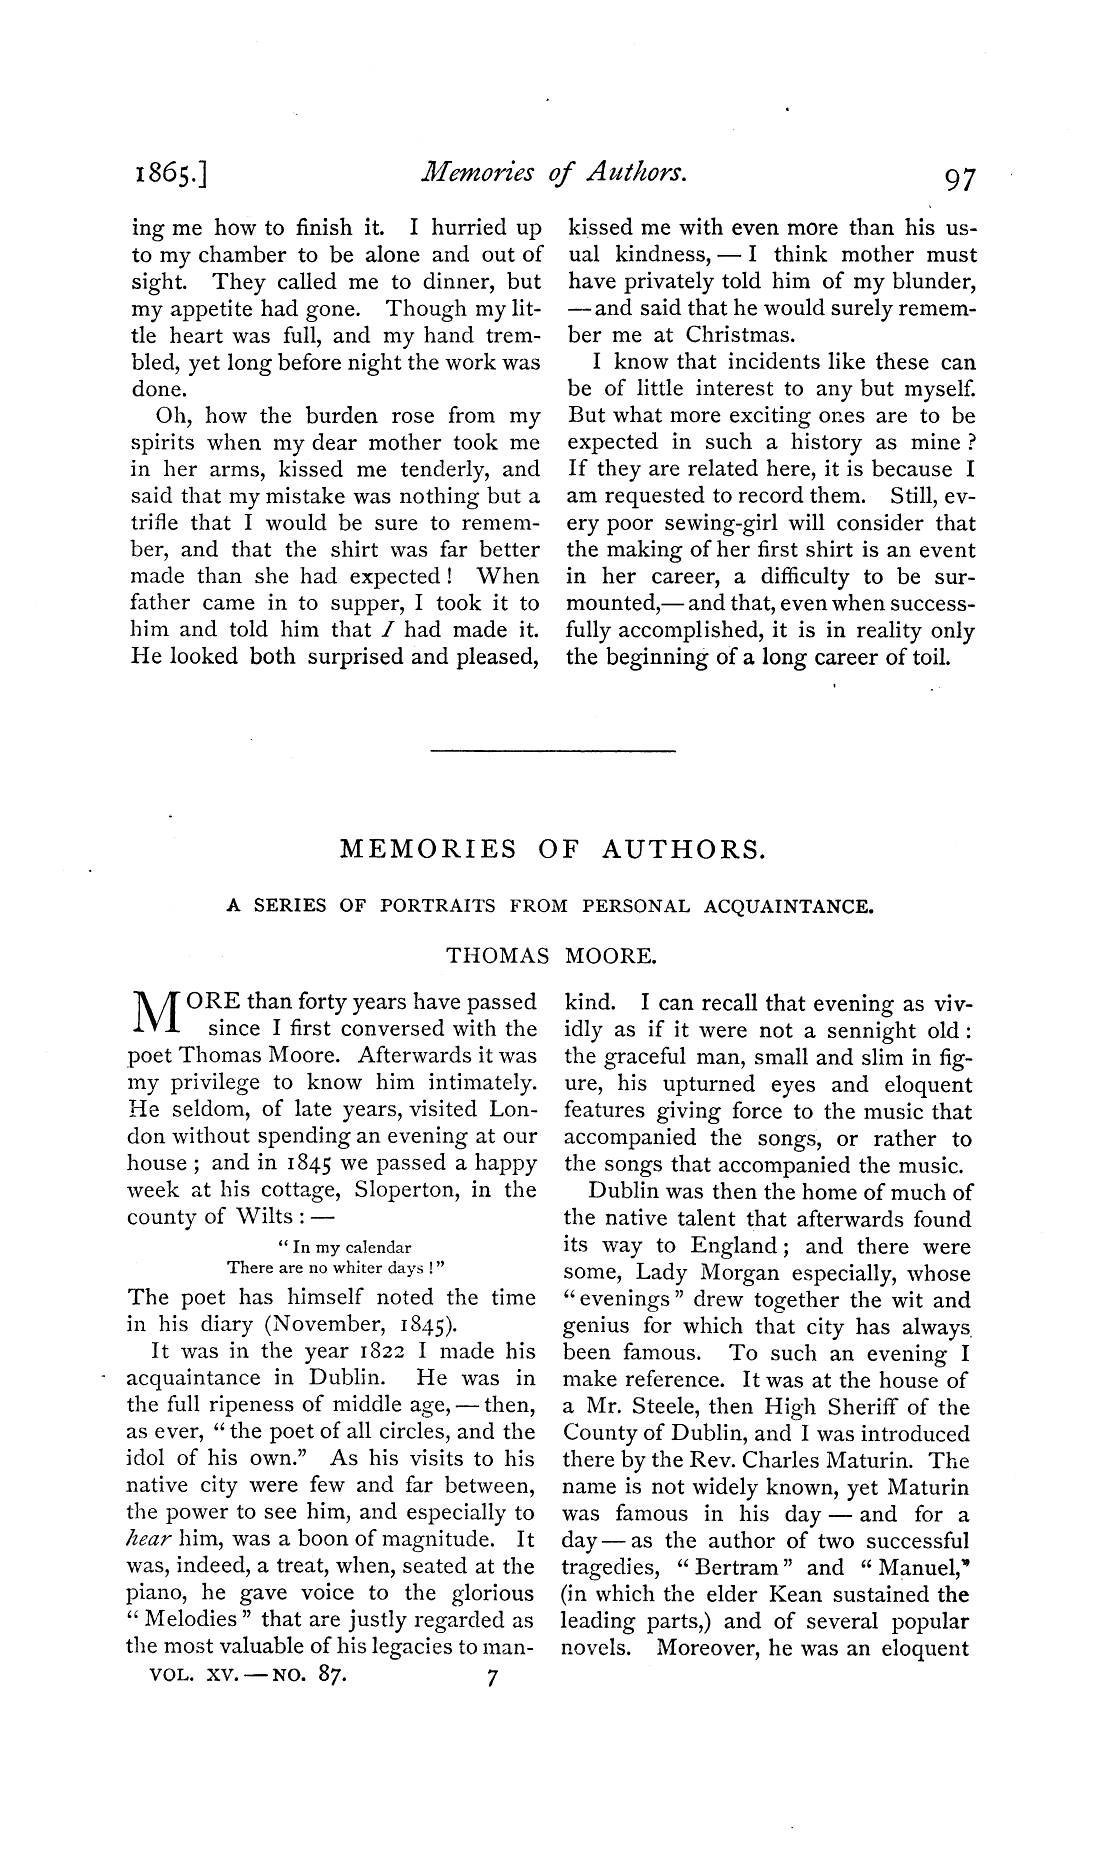 1865.] Memories of Authors. 97
ing me how to finish it. I hurried up
to my chamber to be alone and out of
sight. They called me to dinner, but
my appetite had gone. Though my lit-
tle heart was full, and my hand trem-
bled, yet long before night the work was
done.
Oh, how the burden rose from my
spirits when my dear mother took me
in her arms, kissed me tenderly, and
said that my mistake was nothing but a
trifle that I would be sure to remem-
ber, and that the shirt was far better
made than she had expected! When
father came in to supper, I took it to
him and told him that I had made it.
He looked both surprised and pleased,
kissed me with even more than his us-
ual kindness, — I think mother must
have privately told him of my blunder,
— and said that he would surely remem-
ber me at Christmas.
I know that incidents like these can
be of little interest to any but myself.
But what more exciting ones are to be
expected in such a history as mine?
If they are related here, it is because I
am requested to record them. Still, ev-
ery poor sewing-girl will consider that
the making of her first shirt is an event
in her career, a difficulty to be sur-
mounted,— and that, even when success-
fully accomplished, it is in reality only
the beginning of a long career of toil.
MEMORIES OF AUTHORS.
A SERIES OF PORTRAITS FROM PERSONAL ACQUAINTANCE.
THOMAS MOORE.
MORE than forty years have passed
since I first conversed with the
poet Thomas Moore. Afterwards it was
my privilege to know him intimately.
He seldom, of late years, visited Lon-
don without spending an evening at our
house; and in 1845 we passed a happy
week at his cottage, Sloperton, in the
county of Wilts: —
"In my calendar
There are no whiter days!"
The poet has himself noted the time
in his diary (November, 1845).
It was in the year 1822 I made his
acquaintance in Dublin. He was in
the full ripeness of middle age, — then,
as ever, "the poet of all circles, and the
idol of his own." As his visits to his
native city were few and far between,
the power to see him, and especially to
hear him, was a boon of magnitude. It
was, indeed, a treat, when, seated at the
piano, he gave voice to the glorious
"Melodies" that are justly regarded as
the most valuable of his legacies to man-
VOL. XV. — NO. 87. 7
kind. I can recall that evening as viv-
idly as if it were not a sennight old:
the graceful man, small and slim in fig-
ure, his upturned eyes and eloquent
features giving force to the music that
accompanied the songs, or rather to
the songs that accompanied the music.
Dublin was then the home of much of
the native talent that afterwards found
its way to England; and there were
some, Lady Morgan especially, whose
"evenings" drew together the wit and
genius for which that city has always
been famous. To such an evening I
make reference. It was at the house of
a Mr. Steele, then High Sheriff of the
County of Dublin, and I was introduced
there by the Rev. Charles Maturin. The
name is not widely known, yet Maturin
was famous in his day — and for a
day — as the author of two successful
tragedies, "Bertram" and "Manuel,"
(in which the elder Kean sustained the
leading parts,) and of several popular
novels. Moreover, he was an eloquent